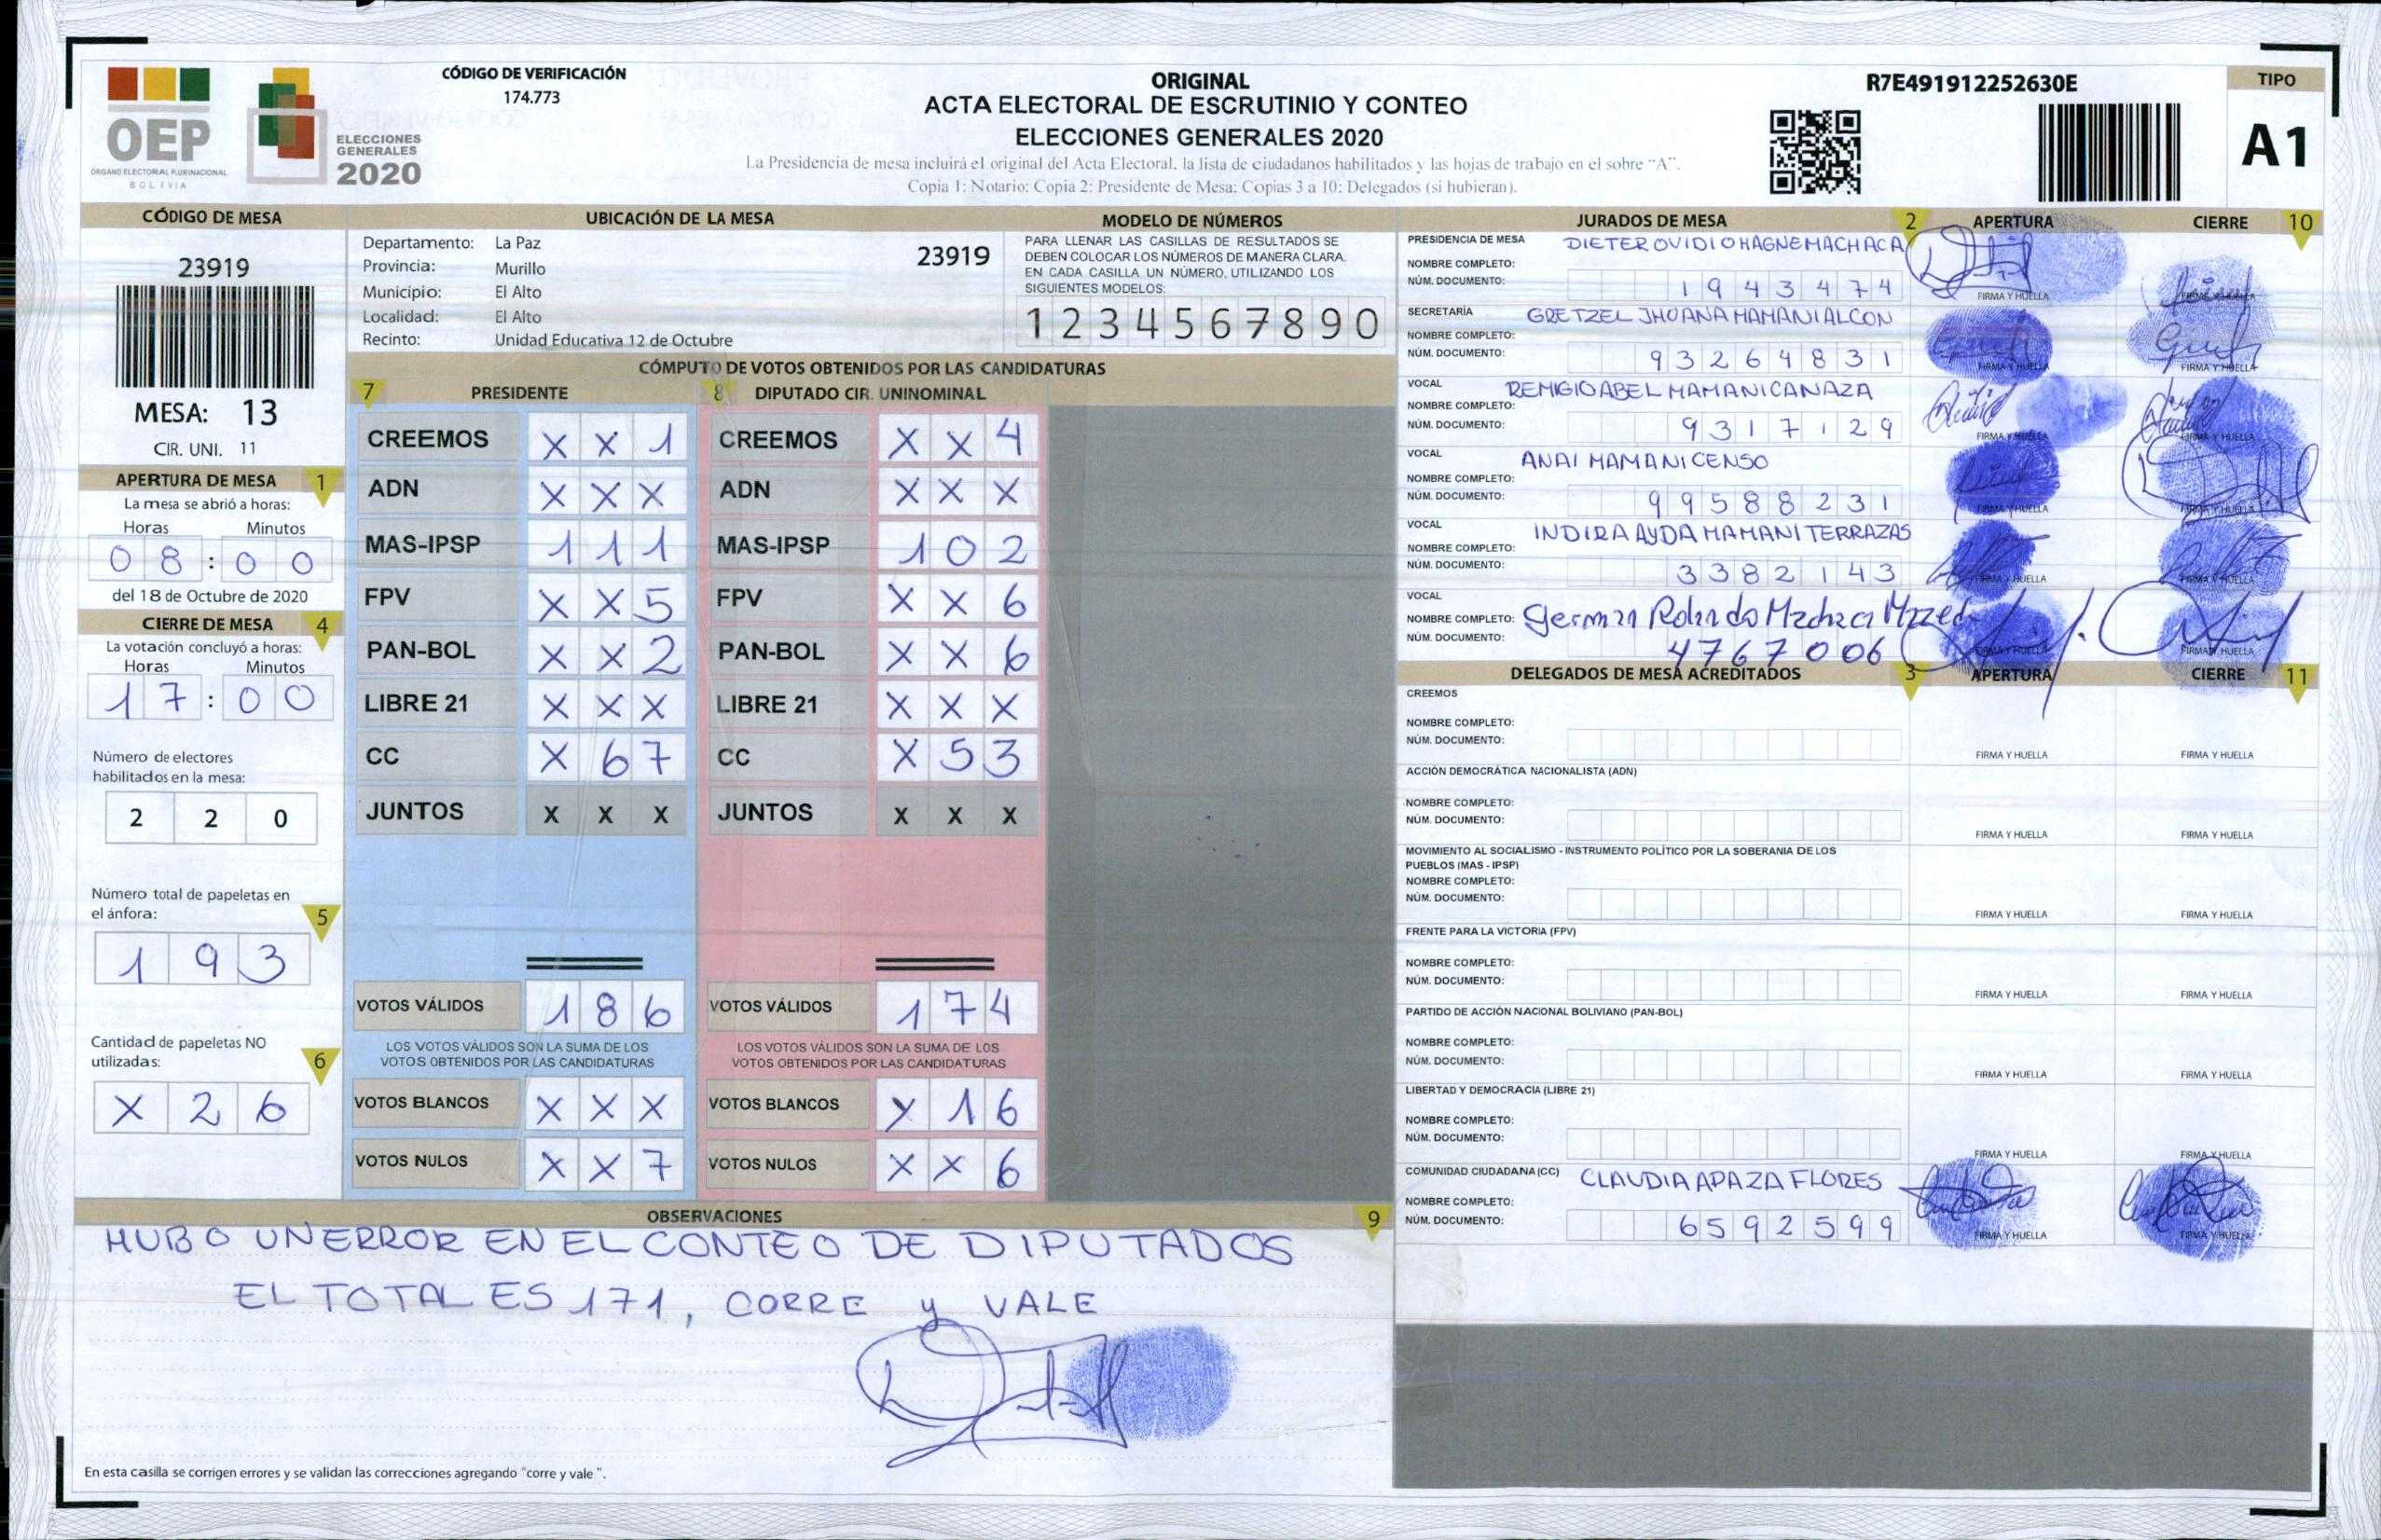 OEP
ÓRGANO ELECTORAL PLURINACIONAL
BOLIVIA
ELECCIONES
GENERALES
2020
CÓDIGO DE VERIFICACIÓN
174.773
ORIGINAL
ACTA ELECTORAL DE ESCRUTINIO Y CONTEO
ELECCIONES GENERALES 2020
La Presidencia de mesa incluirá el original del Acta Electoral, la lista de ciudadanos habilitados y las hojas de trabajo en el sobre "A".
Copia 1: Notario; Copia 2: Presidente de Mesa; Copias 3 a 10: Delegados (si hubieran).
R7E491912252630E
TIPO
A1
CÓDIGO DE MESA
23919
MESA: 13
CIR. UNI. 11
APERTURA DE MESA 1
La mesa se abrió a horas:
Horas Minutos
0 8 : 0 0
del 18 de Octubre de 2020
CIERRE DE MESA 4
La votación concluyó a horas:
Horas Minutos
1 7 : 0 0
Número de electores
habilitados en la mesa:
2 2 0
Número total de papeletas en
el ánfora: 5
1 9 3
Cantidad de papeletas NO
utilizadas: 6
X 2 6
UBICACIÓN DE LA MESA
Departamento: La Paz
23919
Provincia: Murillo
Municipio: El Alto
Localidad: El Alto
Recinto: Unidad Educativa 12 de Octubre
MODELO DE NÚMEROS
PARA LLENAR LAS CASILLAS DE RESULTADOS SE
DEBEN COLOCAR LOS NÚMEROS DE MANERA CLARA.
EN CADA CASILLA UN NÚMERO, UTILIZANDO LOS
SIGUIENTES MODELOS:
1 2 3 4 5 6 7 8 9 0
CÓMPUTO DE VOTOS OBTENIDOS POR LAS CANDIDATURAS
7 PRESIDENTE
CREEMOS X X 1
ADN X X X
MAS-IPSP 1 1 1
FPV X X 5
PAN-BOL X X 2
LIBRE 21 X X X
CC X 6 7
JUNTOS X X X
VOTOS VÁLIDOS 1 8 6
LOS VOTOS VÁLIDOS SON LA SUMA DE LOS
VOTOS OBTENIDOS POR LAS CANDIDATURAS
VOTOS BLANCOS X X X
VOTOS NULOS X X 7
8 DIPUTADO CIR. UNINOMINAL
CREEMOS X X 4
ADN X X X
MAS-IPSP 1 0 2
FPV X X 6
PAN-BOL X X 6
LIBRE 21 X X X
CC X 5 3
JUNTOS X X X
VOTOS VÁLIDOS 1 7 4
LOS VOTOS VÁLIDOS SON LA SUMA DE LOS
VOTOS OBTENIDOS POR LAS CANDIDATURAS
VOTOS BLANCOS X 1 6
VOTOS NULOS X X 6
OBSERVACIONES 9
HUBO UN ERROR EN EL CONTEO DE DIPUTADOS
EL TOTAL ES 171, CORRE y VALE
En esta casilla se corrigen errores y se validan las correcciones agregando "corre y vale ".
JURADOS DE MESA 2 APERTURA CIERRE 10
PRESIDENCIA DE MESA DIETER OVIDIO MAGNE MACHACA
NOMBRE COMPLETO:
NÚM. DOCUMENTO: 1 9 4 3 4 7 4
FIRMA Y HUELLA FIRMA Y HUELLA
SECRETARÍA GRETZEL JHOANA MAMANI ALCON
NOMBRE COMPLETO:
NÚM. DOCUMENTO: 9 3 2 6 4 8 3 1
FIRMA Y HUELLA FIRMA Y HUELLA
VOCAL REMIGIO ABEL MAMANI CANAZA
NOMBRE COMPLETO:
NÚM. DOCUMENTO: 9 3 1 7 1 2 9
FIRMA Y HUELLA FIRMA Y HUELLA
VOCAL ANAI MAMANI CENSO
NOMBRE COMPLETO:
NÚM. DOCUMENTO: 9 9 5 8 8 2 3 1
FIRMA Y HUELLA FIRMA Y HUELLA
VOCAL INDIRA AYDA MAMANI TERRAZAS
NOMBRE COMPLETO:
NÚM. DOCUMENTO: 3 3 8 2 1 4 3
FIRMA Y HUELLA FIRMA Y HUELLA
VOCAL
NOMBRE COMPLETO: German Rolando
NÚM. DOCUMENTO: 4767006
FIRMA Y HUELLA FIRMA Y HUELLA
DELEGADOS DE MESA ACREDITADOS 3 APERTURA CIERRE 11
CREEMOS
NOMBRE COMPLETO:
NÚM. DOCUMENTO:
FIRMA Y HUELLA FIRMA Y HUELLA
ACCIÓN DEMOCRÁTICA NACIONALISTA (ADN)
NOMBRE COMPLETO:
NÚM. DOCUMENTO:
FIRMA Y HUELLA FIRMA Y HUELLA
MOVIMIENTO AL SOCIALISMO - INSTRUMENTO POLÍTICO POR LA SOBERANIA DE LOS
PUEBLOS (MAS - IPSP)
NOMBRE COMPLETO:
NÚM. DOCUMENTO:
FIRMA Y HUELLA FIRMA Y HUELLA
FRENTE PARA LA VICTORIA (FPV)
NOMBRE COMPLETO:
NÚM. DOCUMENTO:
FIRMA Y HUELLA FIRMA Y HUELLA
PARTIDO DE ACCIÓN NACIONAL BOLIVIANO (PAN-BOL)
NOMBRE COMPLETO:
NÚM. DOCUMENTO:
FIRMA Y HUELLA FIRMA Y HUELLA
LIBERTAD Y DEMOCRACIA (LIBRE 21)
NOMBRE COMPLETO:
NÚM. DOCUMENTO:
FIRMA Y HUELLA FIRMA Y HUELLA
COMUNIDAD CIUDADANA (CC) CLAUDIA APAZA FLORES
NOMBRE COMPLETO:
NÚM. DOCUMENTO: 6 5 9 2 5 9 9
FIRMA Y HUELLA FIRMA Y HUELLA